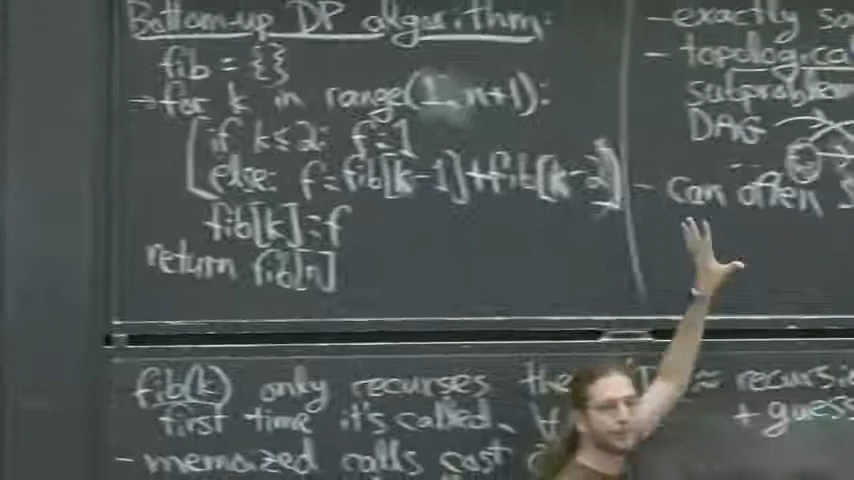 Bottom-up DP algorithm:
fib = {}
→for k in range(1, n+1):
if k≤2: f=1
else: f=fib[k-1]+fib[k-2]
fib[k]=f
return fib[n]
- exactly
- topological
subproblem
DAG
- can often
fib(k) only recurses the
first time it's called, ∀
- memoized calls cost
≈ recursi
+ guess